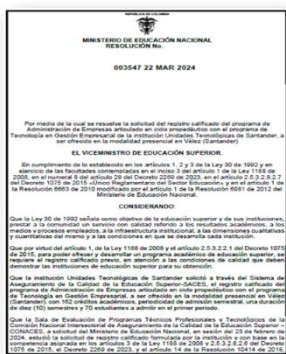 REPÚBLICA DE COLOMBIA
MINISTERIO DE EDUCACIÓN NACIONAL
RESOLUCIÓN No.
003547 22 MAR 2024
Por medio de la cual se resuelve la solicitud del registro calificado del programa de
Administración de Empresas articulado en ciclo propedéutico con el programa de
Tecnología en Gestión Empresarial de la institución Unidades Tecnológicas de Santander, a
ser ofrecido en la modalidad presencial en Vélez (Santander)
EL VICEMINISTRO DE EDUCACIÓN SUPERIOR,
En cumplimiento de lo establecido en los artículos 1, 2 y 3 de la Ley 30 de 1992 y en
ejercicio de las facultades contempladas en el inciso 3 del artículo 1 de la Ley 1188 de
2008, en el numeral 8 del artículo 29 del Decreto 2269 de 2023, en el artículo 2.5.3.2.8.2.7
del Decreto 1075 de 2015 «Único Reglamentario del Sector Educación» y en el artículo 1 de
la Resolución 6663 de 2010 modificado por el artículo 1 de la Resolución 6081 de 2012 del
Ministerio de Educación Nacional.
CONSIDERANDO:
Que la Ley 30 de 1992 señala como objetivo de la educación superior y de sus instituciones,
prestar a la comunidad un servicio con calidad referido a los resultados académicos, a los
medios y procesos empleados, a la infraestructura institucional, a las dimensiones cualitativas
y cuantitativas del mismo y a las condiciones en que se desarrolla cada institución.
Que por virtud del artículo 1, de la Ley 1188 de 2008 y el artículo 2.5.3.2.2.1 del Decreto 1075
de 2015, para poder ofrecer y desarrollar un programa académico de educación superior, se
requiere el registro calificado previo, en atención a las condiciones de calidad que deben
demostrar las instituciones de educación superior para su obtención.
Que la institución Unidades Tecnológicas de Santander solicitó a través del Sistema de
Aseguramiento de la Calidad de la Educación Superior-SACES, el registro calificado del
programa de Administración de Empresas articulado en ciclo propedéutico con el programa
de Tecnología en Gestión Empresarial, a ser ofrecido en la modalidad presencial en Vélez
(Santander), con 162 créditos académicos, periodicidad de admisión semestral, una duración
de diez (10) semestres y 70 estudiantes a admitir en el primer periodo.
Que la Sala de Evaluación de Programas Técnicos Profesionales y Tecnológicos de la
Comisión Nacional Intersectorial de Aseguramiento de la Calidad de la Educación Superior –
CONACES, a solicitud del Ministerio de Educación Nacional, en sesión del 23 de febrero de
2024, estudió la solicitud de registro calificado formulada por la institución y con base en la
competencia asignada en los artículos 3 de la Ley 1188 de 2008 y 2.5.3.2.8.2.6 del Decreto
1075 de 2015, el Decreto 2269 de 2023, y el artículo 14 de la Resolución 10414 de 2018,